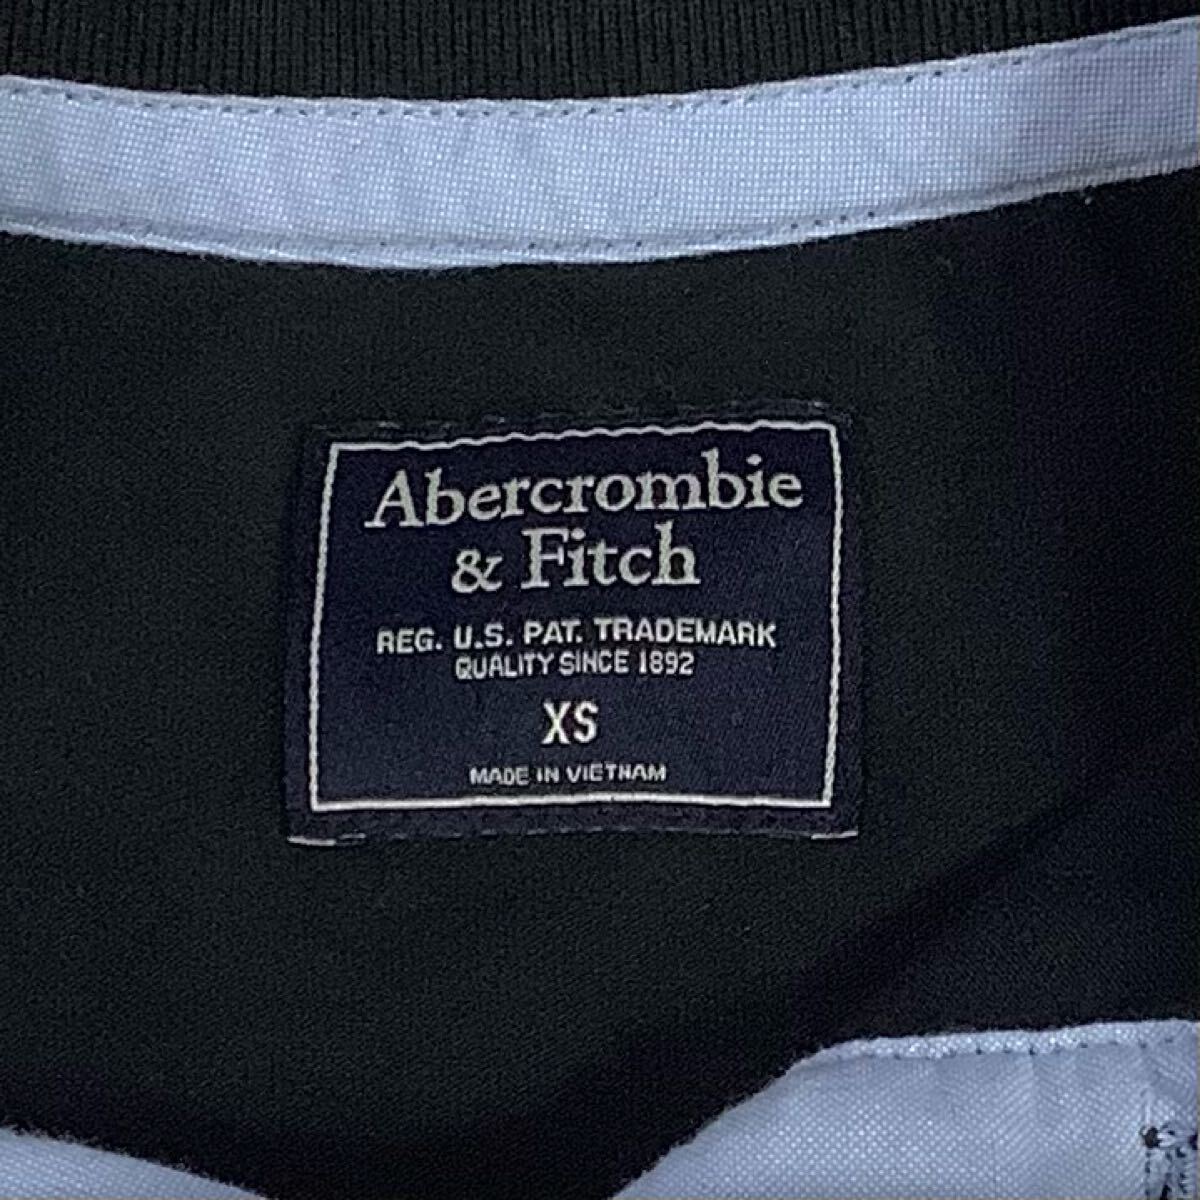 Abercrombie
& Fitch
REG. U.S. PAT. TRADEMARK
QUALITY SINCE 1892
XS
MADE IN VIETNAM